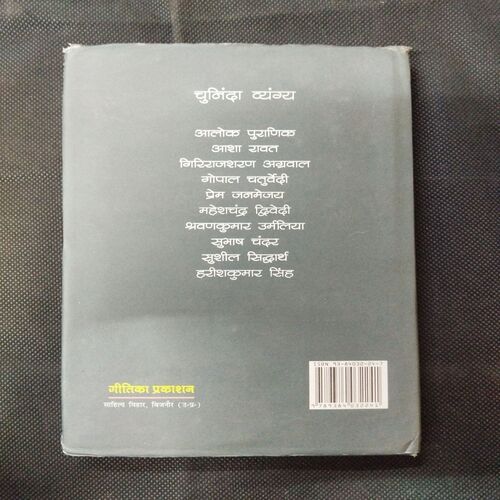 चुनिंदा व्यंग्य
आलोक पुराणिक
आशा रावत
गिरिराजशरण अग्रवाल
गोपाल चतुर्वेदी
प्रेम जनमेजय
महेशचंद्र द्विवेदी
श्रवणकुमार उर्मलिया
सुभाष चंदर
सुशील सिद्धार्थ
हरीशकुमार सिंह
गीतिका प्रकाशन
साहित्य विहार, बिजनौर (उ॰प्र॰)